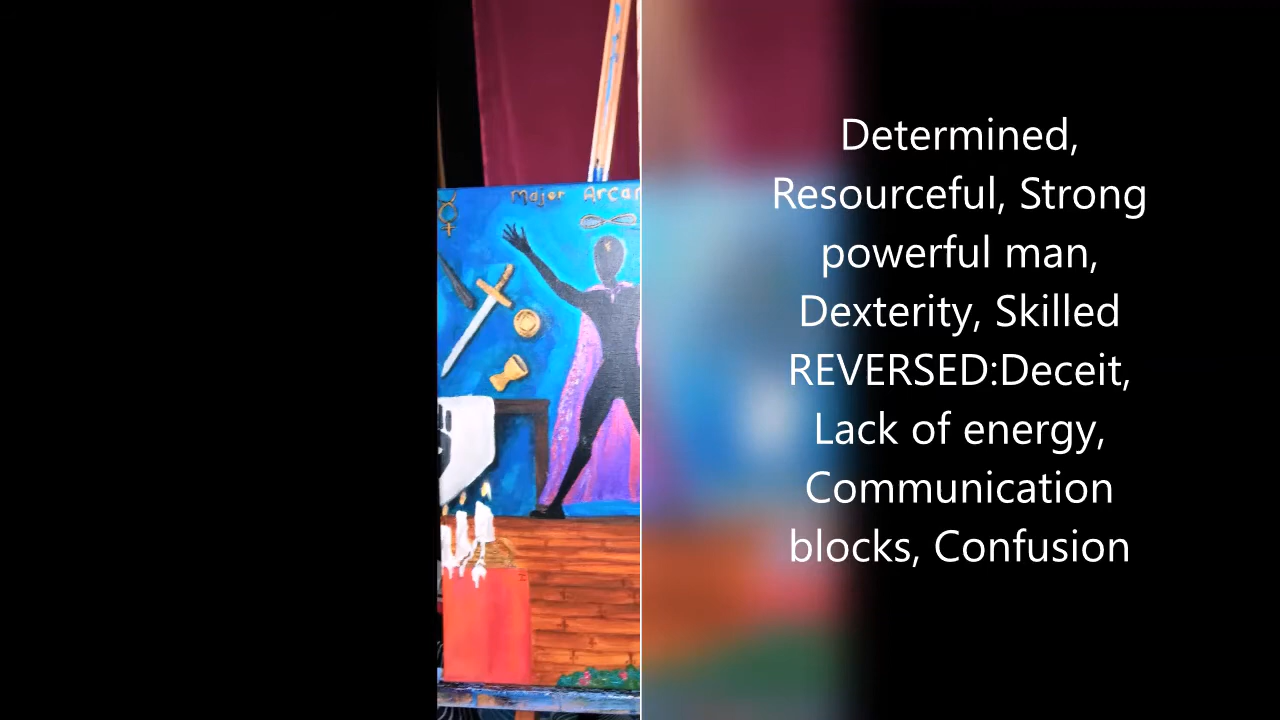 Major Arcan
Determined,
Resourceful, Strong
powerful man,
Dexterity, Skilled
REVERSED:Deceit,
Lack of energy,
Communication
blocks, Confusion